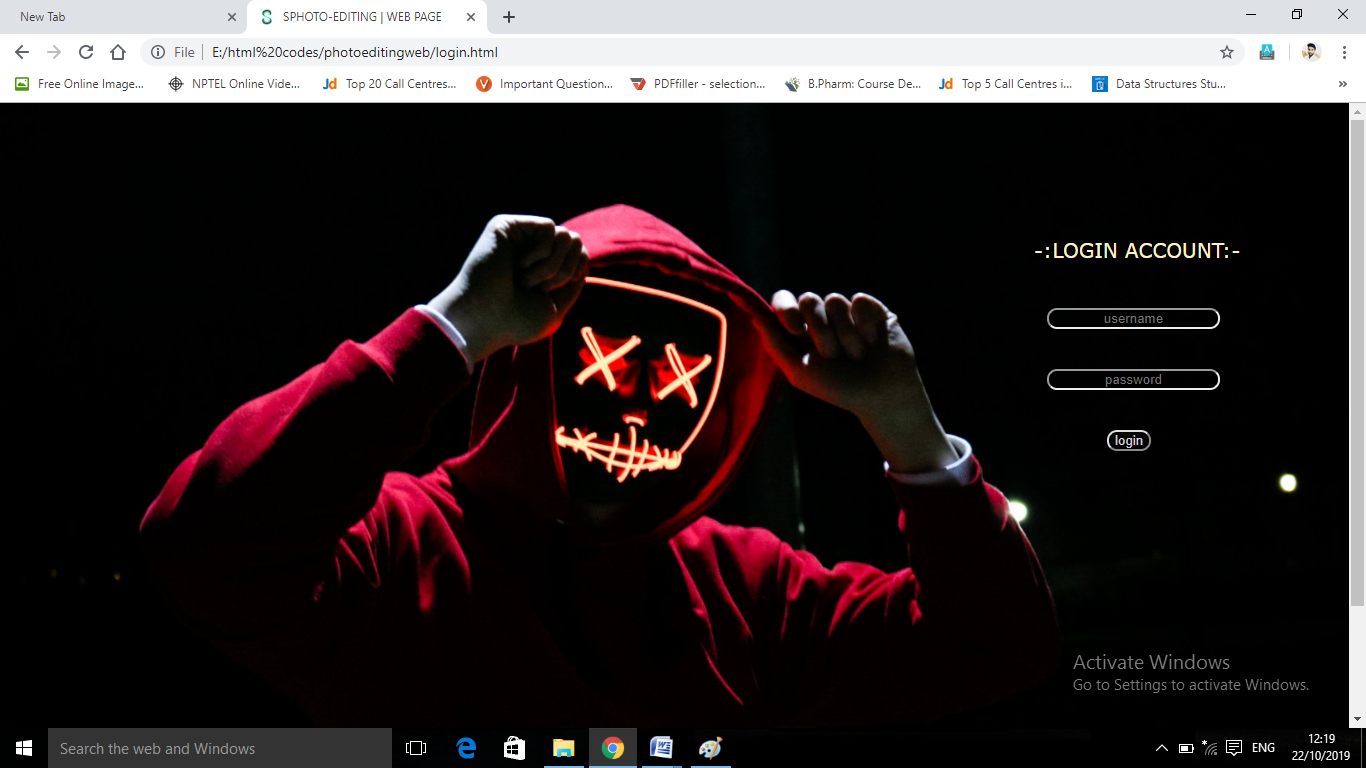 New Tab
SPHOTO-EDITING | WEB PAGE
File
E:/html%20codes/photoeditingweb/login.html
Free Online Image...
NPTEL Online Vide...
Jd
Top 20 Call Centres...
V
Important Question...
PDFfiller - selection...
B.Pharm: Course De...
Jd
Top 5 Call Centres i...
Data Structures Stu...
»
-:LOGIN ACCOUNT:-
username
password
login
Activate Windows
Go to Settings to activate Windows.
Search the web and Windows
ENG
12:19
22/10/2019